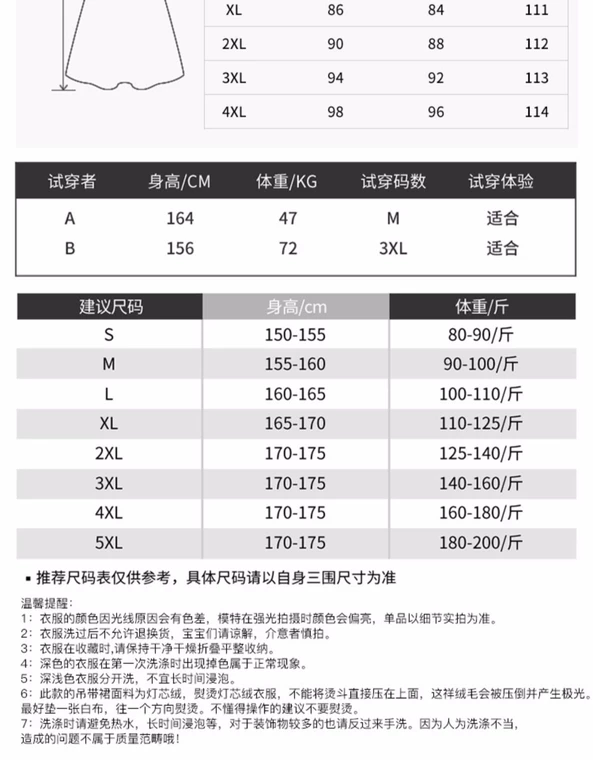 XL 86 84 111
2XL 90 88 112
3XL 94 92 113
4XL 98 96 114
试穿者 身高/CM 体重/KG 试穿码数 试穿体验
A 164 47 M 适合
B 156 72 3XL 适合
建议尺码 身高/cm 体重/斤
S 150-155 80-90/斤
M 155-160 90-100/斤
L 160-165 100-110/斤
XL 165-170 110-125/斤
2XL 170-175 125-140/斤
3XL 170-175 140-160/斤
4XL 170-175 160-180/斤
5XL 170-175 180-200/斤
▪ 推荐尺码表仅供参考，具体尺码请以自身三围尺寸为准
温馨提醒：
1：衣服的颜色因光线原因会有色差，模特在强光拍摄时颜色会偏亮，单品以细节实拍为准。
2：衣服洗过后不允许退换货，宝宝们请谅解，介意者慎拍。
3：衣服在收藏时,请保持干净干燥折叠平整收纳。
4：深色的衣服在第一次洗涤时出现掉色属于正常现象。
5：深浅色衣服分开洗，不宜长时间浸泡。
6：此款的吊带裙面料为灯芯绒，熨烫灯芯绒衣服，不能将烫斗直接压在上面，这样绒毛会被压倒并产生极光。
最好垫一张白布，往一个方向熨烫。不懂得操作的建议不要熨烫。
7：洗涤时请避免热水，长时间浸泡等，对于装饰物较多的也请反过来手洗。因为人为洗涤不当，
造成的问题不属于质量范畴哦!